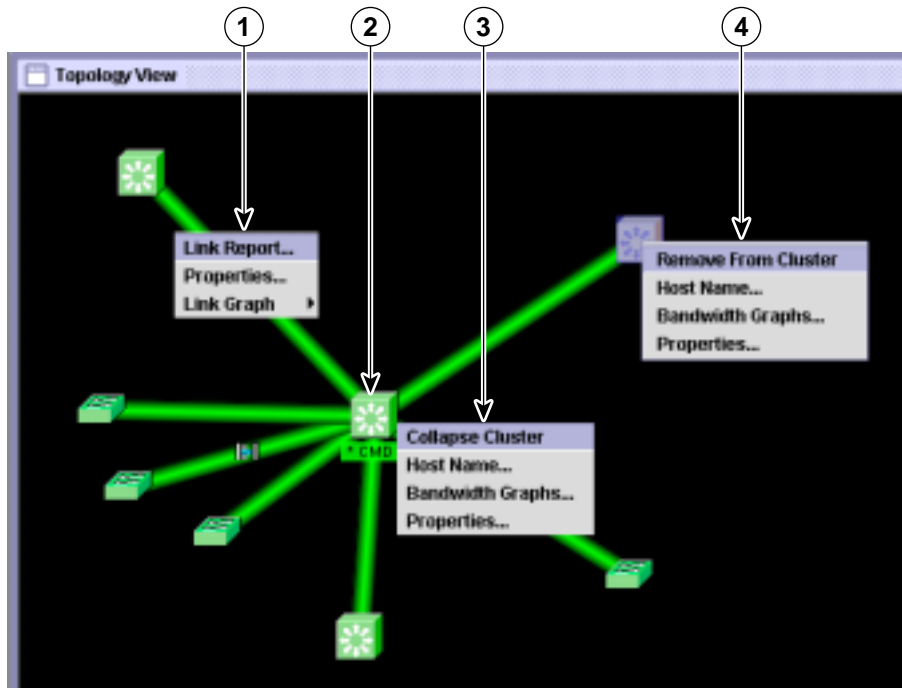 1
2
3
4
Topology View
Link Report...
Properties...
Link Graph
Remove From Cluster
Host Name...
Bandwidth Graphs...
Properties...
* CMD
Collapse Cluster
Host Name...
Bandwidth Graphs...
Properties...